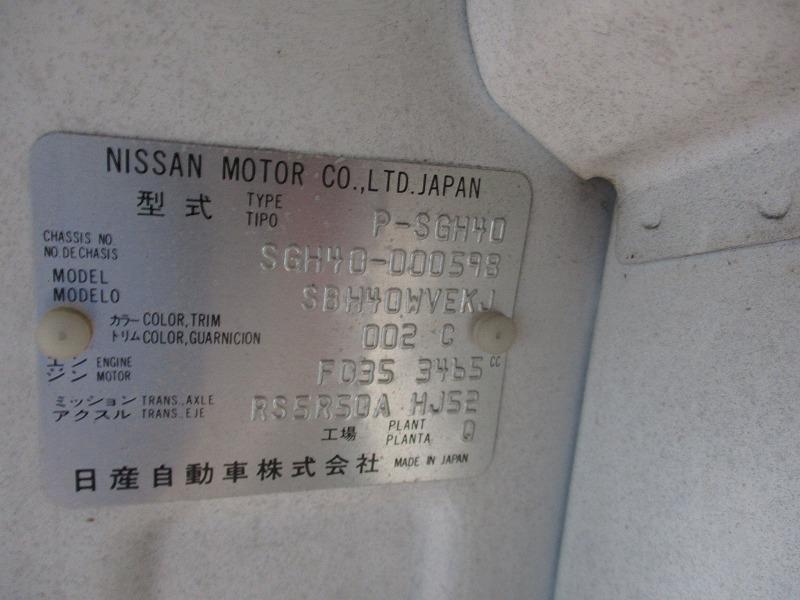 NISSAN MOTOR CO.,LTD.JAPAN
型式 TYPE TIPO P-SGH40
CHASSIS NO. NO.DECHASIS SGH40-000598
MODEL MODELO SBH40WVEKJ
カラー COLOR,TRIM トリム COLOR,GUARNICION 002 C
エンジン ENGINE MOTOR FD35 3465 CC
ミッション TRANS.,AXLE アクスル TRANS.,EJE RS5R50A HJ52
工場 PLANT PLANTA Q
日産自動車株式会社 MADE IN JAPAN